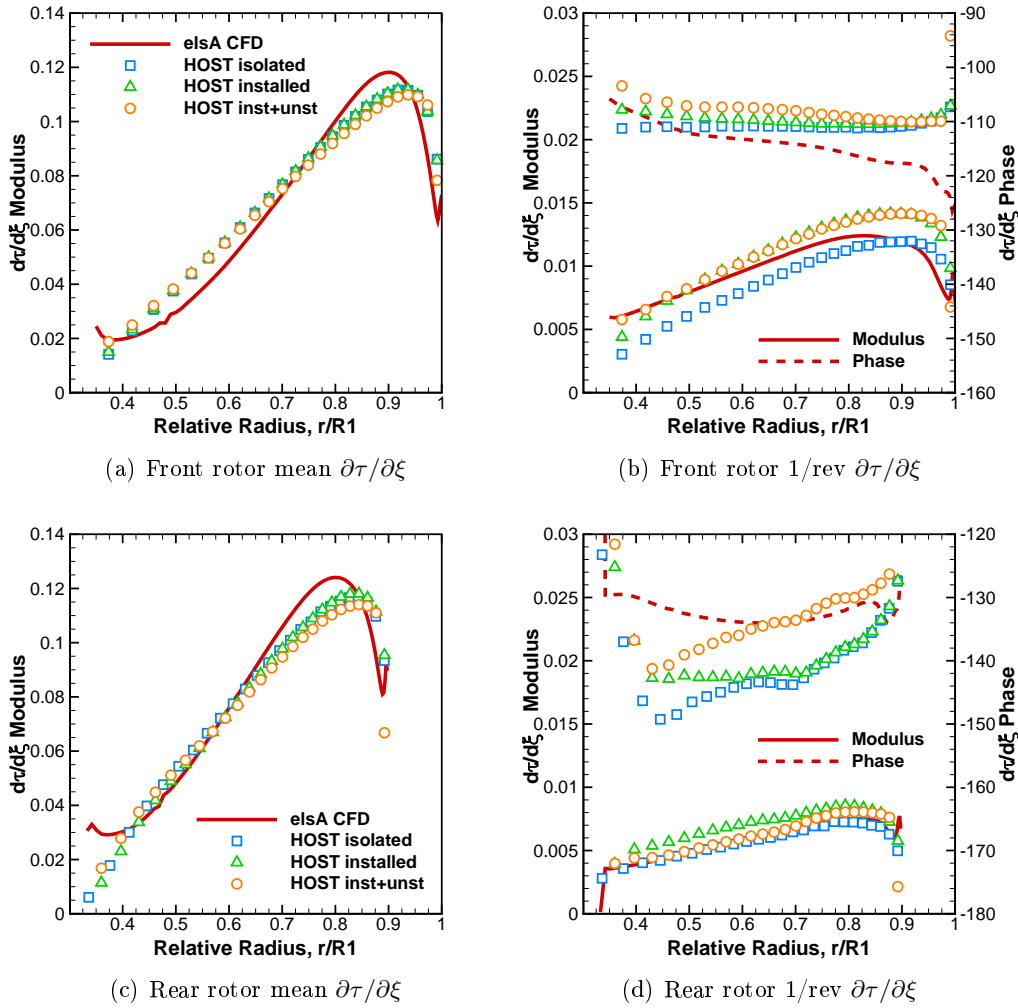 0.14
0.12
0.1
0.08
0.06
0.04
0.02
0
dτ/dξ Modulus
elsA CFD
HOST isolated
HOST installed
HOST inst+unst
0.4 0.5 0.6 0.7 0.8 0.9 1
Relative Radius, r/R1
(a) Front rotor mean ∂τ/∂ξ
0.03
0.025
0.02
0.015
0.01
0.005
0
dτ/dξ Modulus
-90
-100
-110
-120
-130
-140
-150
-160
dτ/dξ Phase
Modulus
Phase
0.4 0.5 0.6 0.7 0.8 0.9 1
Relative Radius, r/R1
(b) Front rotor 1/rev ∂τ/∂ξ
0.14
0.12
0.1
0.08
0.06
0.04
0.02
0
dτ/dξ Modulus
elsA CFD
HOST isolated
HOST installed
HOST inst+unst
0.4 0.5 0.6 0.7 0.8 0.9 1
Relative Radius, r/R1
(c) Rear rotor mean ∂τ/∂ξ
0.03
0.025
0.02
0.015
0.01
0.005
0
dτ/dξ Modulus
-120
-130
-140
-150
-160
-170
-180
dτ/dξ Phase
Modulus
Phase
0.4 0.5 0.6 0.7 0.8 0.9 1
Relative Radius, r/R1
(d) Rear rotor 1/rev ∂τ/∂ξ